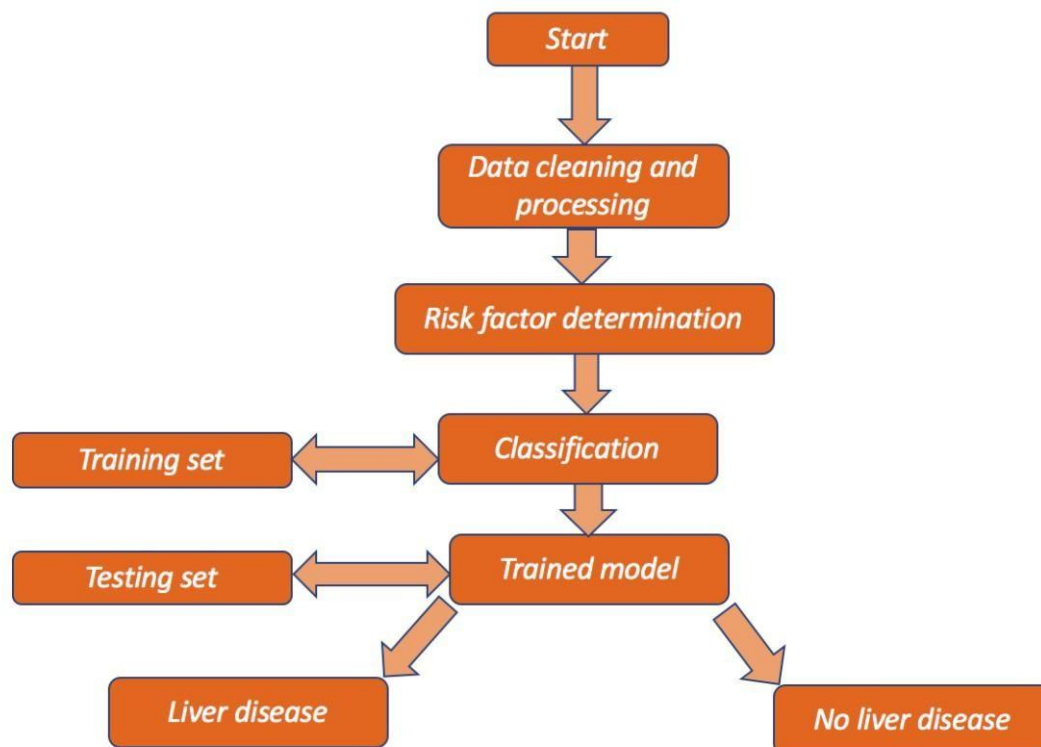 Start
Data cleaning and
processing
Risk factor determination
Classification
Training set
Trained model
Testing set
Liver disease
No liver disease